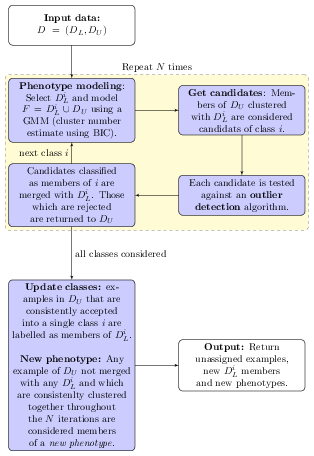 Input data:
D = (D_L, D_U)
Repeat N times
Phenotype modeling:
Select D_L^i and model
F = D_L^i ∪ D_U using a
GMM (cluster number
estimate using BIC).
Get candidates: Mem-
bers of D_U clustered
with D_L^i are considered
candidats of class i.
next class i
Candidates classified
as members of i are
merged with D_L^i. Those
which are rejected
are returned to D_U
Each candidate is tested
against an outlier
detection algorithm.
all classes considered
Update classes: ex-
amples in D_U that are
consistently accepted
into a single class i are
labelled as members of D_L^i.
New phenotype: Any
example of D_U not merged
with any D_L^i and which
are consistenly clustered
together throughout
the N iterations are
considered members
of a new phenotype.
Output: Return
unassigned examples,
new D_L^i members
and new phenotypes.